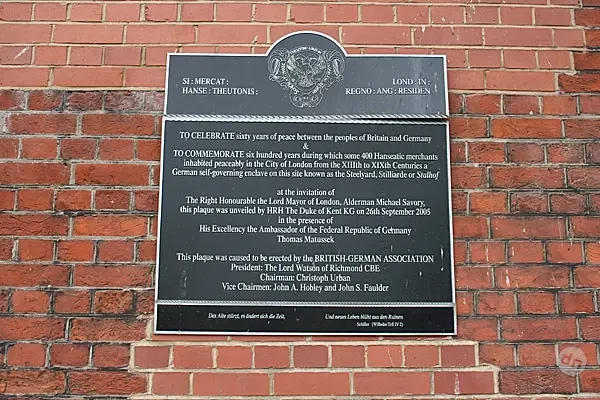 SI : MERCAT :
HANSE : THEUTONIS :
LOND : IN :
REGNO : ANG : RESIDEN
TO CELEBRATE sixty years of peace between the peoples of Britain and Germany
&
TO COMMEMORATE six hundred years during which some 400 Hanseatic merchants
inhabited peaceably in the City of London from the XIIIth to XIXth Centuries a
German self-governing enclave on this site known as the Steelyard, Stilliarde or Stalhof
at the invitation of
The Right Honourable the Lord Mayor of London, Alderman Michael Savory,
this plaque was unveiled by HRH The Duke of Kent KG on 26th September 2005
in the presence of
His Excellency the Ambassador of the Federal Republic of Germany
Thomas Matussek
This plaque was caused to be erected by the BRITISH-GERMAN ASSOCIATION
President: The Lord Watson of Richmond CBE
Chairman: Christoph Urban
Vice Chairmen: John A. Hobley and John S. Faulder
Das Alte stürzt, es ändert sich die Zeit,
Und neues Leben blüht aus den Ruinen
Schiller (Wilhelm Tell IV 2)